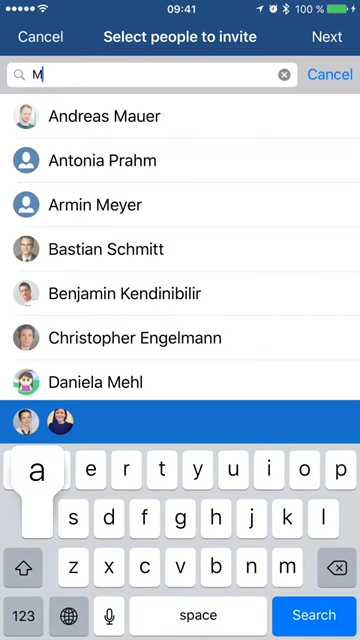 09:41
100 %
Cancel
Select people to invite
Next
M
Cancel
Andreas Mauer
Antonia Prahm
Armin Meyer
Bastian Schmitt
Benjamin Kendinibilir
Christopher Engelmann
Daniela Mehl
a e r t y u i o p
s d f g h j k l
z x c v b n m
123 space Search